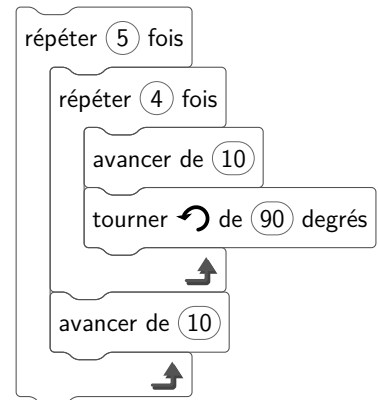 répéter 5 fois
répéter 4 fois
avancer de 10
tourner de 90 degrés
avancer de 10